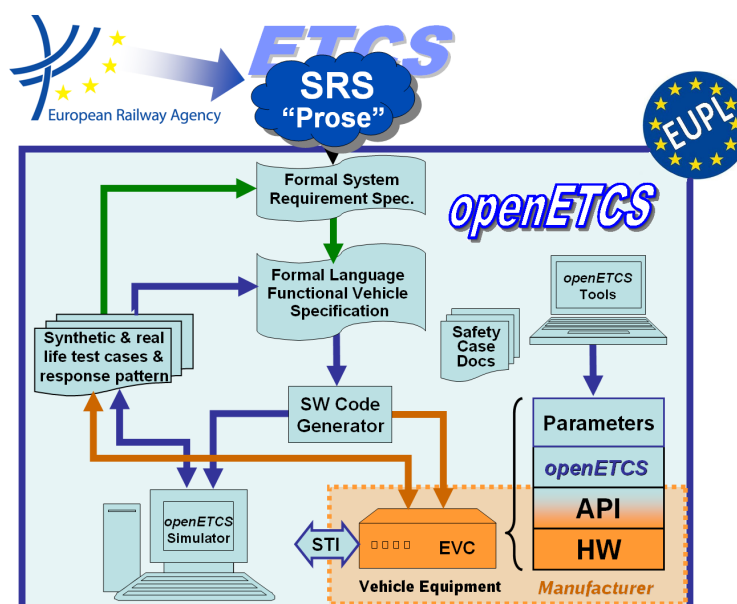 ETCS
SRS
“Prose”
European Railway Agency
EUPL
Formal System
Requirement Spec.
openETCS
Formal Language
Functional Vehicle
Specification
openETCS
Tools
Synthetic & real
life test cases &
response pattern
Safety
Case
Docs
SW Code
Generator
Parameters
openETCS
API
HW
openETCS
Simulator
STI
EVC
Vehicle Equipment
Manufacturer